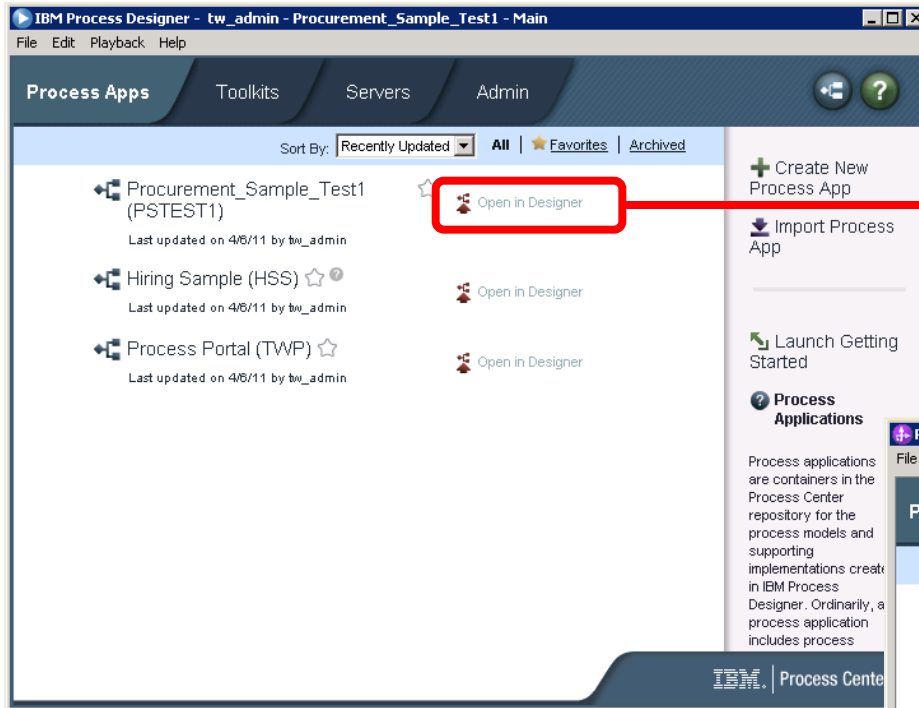 IBM Process Designer - tw_admin - Procurement_Sample_Test1 - Main
File Edit Playback Help
Process Apps Toolkits Servers Admin
Sort By: Recently Updated All | Favorites | Archived
Procurement_Sample_Test1
(PSTEST1)
Open in Designer
Last updated on 4/6/11 by tw_admin
Hiring Sample (HSS)
Open in Designer
Last updated on 4/6/11 by tw_admin
Process Portal (TWP)
Open in Designer
Last updated on 4/6/11 by tw_admin
Create New
Process App
Import Process
App
Launch Getting
Started
Process
Applications
Process applications
are containers in the
Process Center
repository for the
process models and
supporting
implementations create
in IBM Process
Designer. Ordinarily, a
process application
includes process
IBM. | Process Cente
File
P